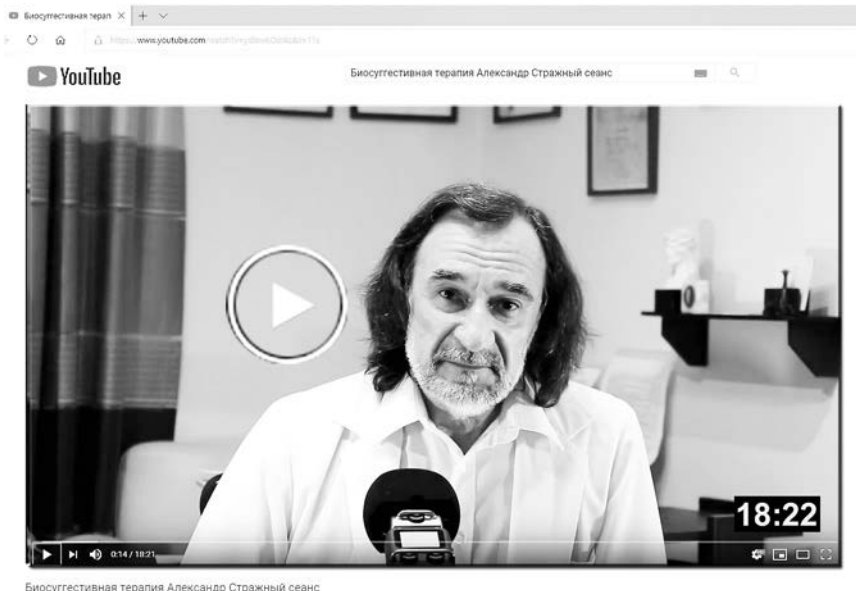 Биосуггестивная терап
www.youtube.com
YouTube
Биосуггестивная терапия Александр Стражный сеанс
18:22
0:14 / 18:21
Биосуггестивная терапия Александр Стражный сеанс